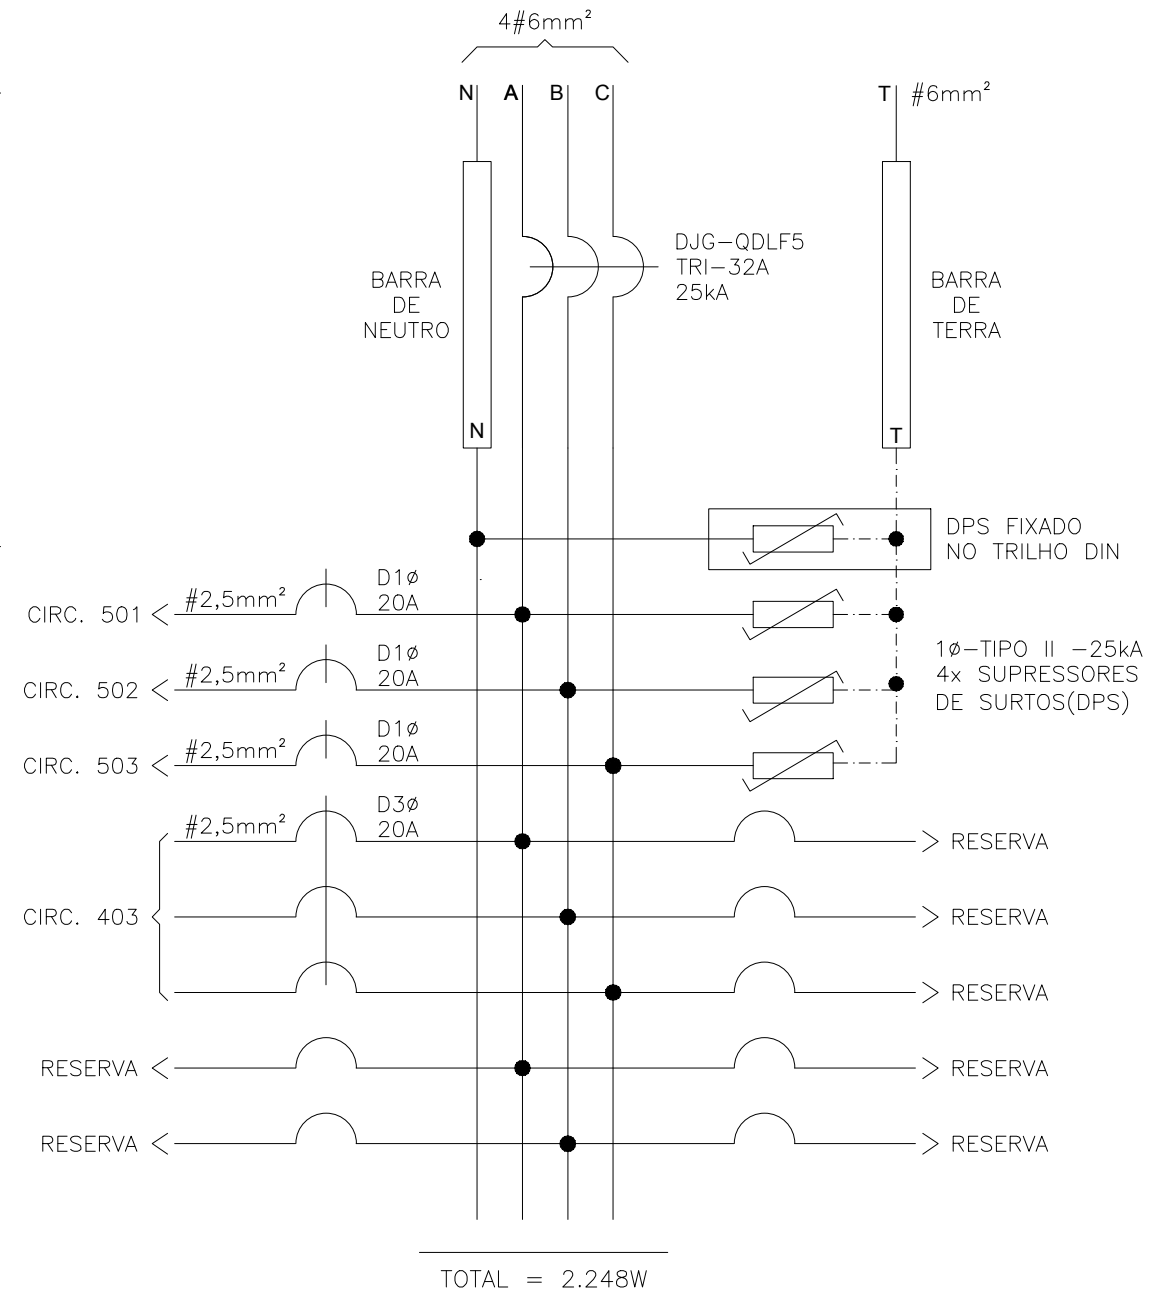 4#6mm²
N A B C
T #6mm²
DJG-QDLF5
TRI-32A
25kA
BARRA
DE
NEUTRO
BARRA
DE
TERRA
N
T
DPS FIXADO
NO TRILHO DIN
CIRC. 501
#2,5mm²
D1ø
20A
CIRC. 502
#2,5mm²
D1ø
20A
1ø-TIPO II -25kA
4x SUPRESSORES
DE SURTOS(DPS)
CIRC. 503
#2,5mm²
D1ø
20A
#2,5mm²
D3ø
20A
RESERVA
CIRC. 403
RESERVA
RESERVA
RESERVA
RESERVA
RESERVA
RESERVA
TOTAL = 2.248W